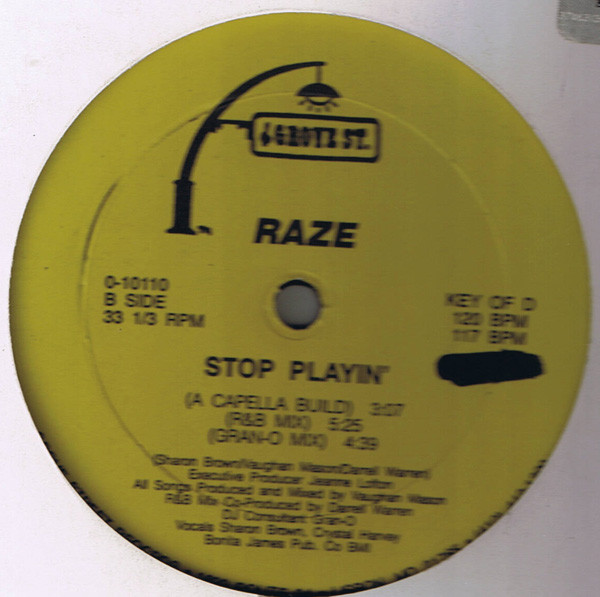 GROVE ST.
RAZE
0-10110
B SIDE
33 1/3 RPM
KEY OF D
120 BPM
117 BPM
STOP PLAYIN'
(A CAPELLA BUILD) 3:07
(R&B MIX) 5:25
(GRAN-O MIX) 4:39
(Sharon Brown/Vaughan Mason/Darrell Warren)
Executive Producer Jeanne Lofton
All Songs Produced and Mixed by Vaughan Mason
R&B Mix Co-Produced by Darrell Warren
DJ Consultant Gran-O
Vocals Sharon Brown, Crystal Harvey
Bonita James Pub. Co BMI